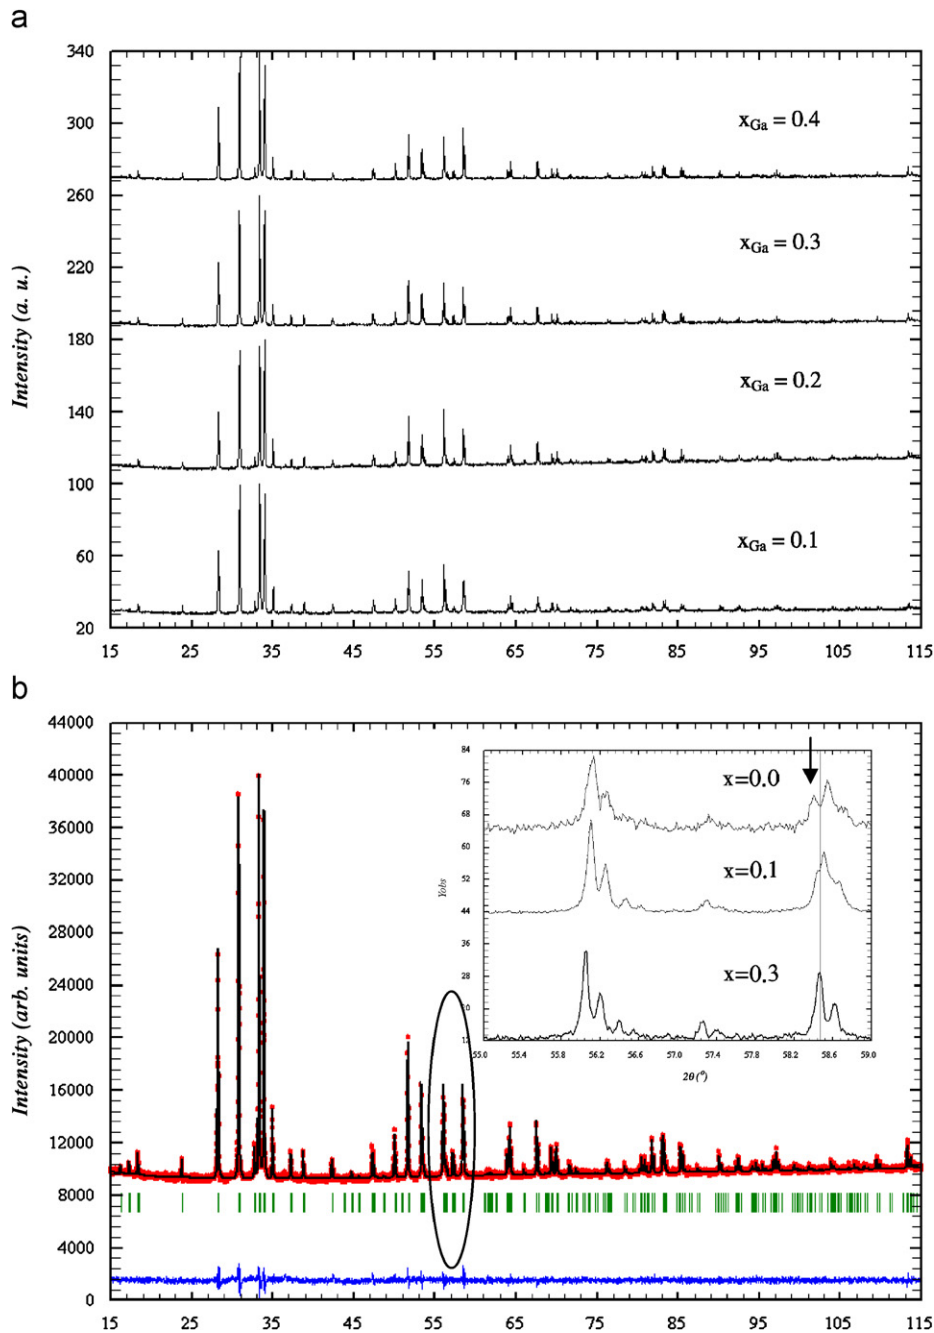 a
340
300
260
220
180
140
100
60
20
Intensity (a. u.)
xGa = 0.4
xGa = 0.3
xGa = 0.2
xGa = 0.1
15 25 35 45 55 65 75 85 95 105 115
b
44000
40000
36000
32000
28000
24000
20000
16000
12000
8000
4000
0
Intensity (arb. units)
84
76
68
60
52
44
36
28
20
12
Yobs
x=0.0
x=0.1
x=0.3
55.0 55.4 55.8 56.2 56.6 57.0 57.4 57.8 58.2 58.6 59.0
2θ (°)
15 25 35 45 55 65 75 85 95 105 115